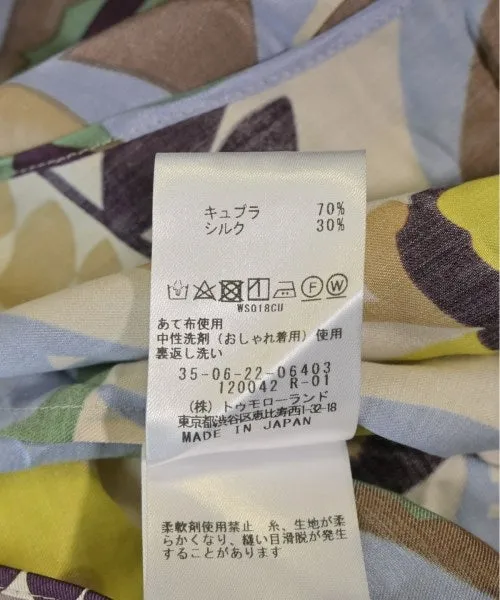 キュプラ 70%
シルク 30%
WS018CU
あて布使用
中性洗剤（おしゃれ着用）使用
裏返し洗い
35-06-22-06403
120042 R-01
（株）トゥモローランド
東京都渋谷区恵比寿西1-32-18
MADE IN JAPAN
柔軟剤使用禁止 糸、生地が柔
らかくなり、縫い目滑脱が発生
することがあります